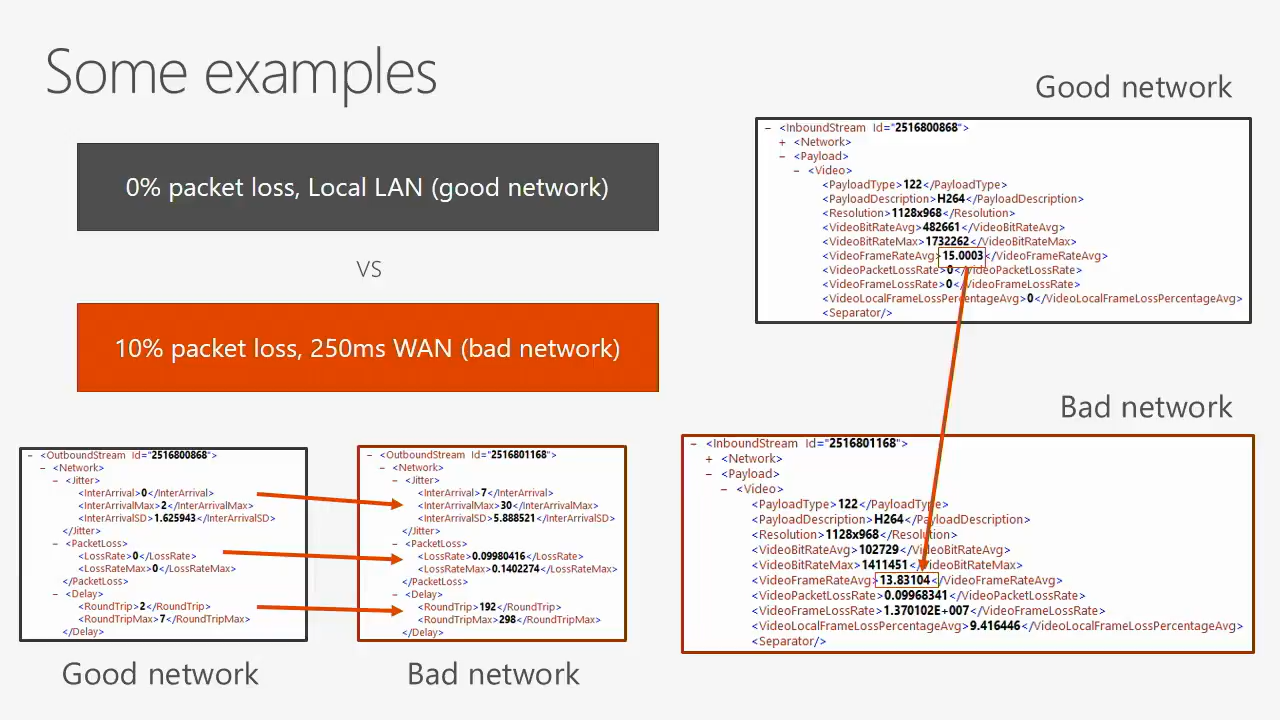 Some examples
0% packet loss, Local LAN (good network)
VS
10% packet loss, 250ms WAN (bad network)
Good network
− <InboundStream Id="2516800868">
+ <Network>
− <Payload>
− <Video>
<PayloadType>122</PayloadType>
<PayloadDescription>H264</PayloadDescription>
<Resolution>1128x968</Resolution>
<VideoBitRateAvg>482661</VideoBitRateAvg>
<VideoBitRateMax>1732262</VideoBitRateMax>
<VideoFrameRateAvg>15.0003</VideoFrameRateAvg>
<VideoPacketLossRate>0</VideoPacketLossRate>
<VideoFrameLossRate>0</VideoFrameLossRate>
<VideoLocalFrameLossPercentageAvg>0</VideoLocalFrameLossPercentageAvg>
<Separator/>
Bad network
− <InboundStream Id="2516801168">
+ <Network>
− <Payload>
− <Video>
<PayloadType>122</PayloadType>
<PayloadDescription>H264</PayloadDescription>
<Resolution>1128x968</Resolution>
<VideoBitRateAvg>102729</VideoBitRateAvg>
<VideoBitRateMax>1411451</VideoBitRateMax>
<VideoFrameRateAvg>13.83104</VideoFrameRateAvg>
<VideoPacketLossRate>0.09968341</VideoPacketLossRate>
<VideoFrameLossRate>1.370102E+007</VideoFrameLossRate>
<VideoLocalFrameLossPercentageAvg>9.416446</VideoLocalFrameLossPercentageAvg>
<Separator/>
− <OutboundStream Id="2516800868">
− <Network>
− <Jitter>
<InterArrival>0</InterArrival>
<InterArrivalMax>2</InterArrivalMax>
<InterArrivalSD>1.625943</InterArrivalSD>
</Jitter>
− <PacketLoss>
<LossRate>0</LossRate>
<LossRateMax>0</LossRateMax>
</PacketLoss>
− <Delay>
<RoundTrip>2</RoundTrip>
<RoundTripMax>7</RoundTripMax>
</Delay>
Good network
− <OutboundStream Id="2516801168">
− <Network>
− <Jitter>
<InterArrival>7</InterArrival>
<InterArrivalMax>30</InterArrivalMax>
<InterArrivalSD>5.888521</InterArrivalSD>
</Jitter>
− <PacketLoss>
<LossRate>0.09980416</LossRate>
<LossRateMax>0.1402274</LossRateMax>
</PacketLoss>
− <Delay>
<RoundTrip>192</RoundTrip>
<RoundTripMax>298</RoundTripMax>
</Delay>
Bad network